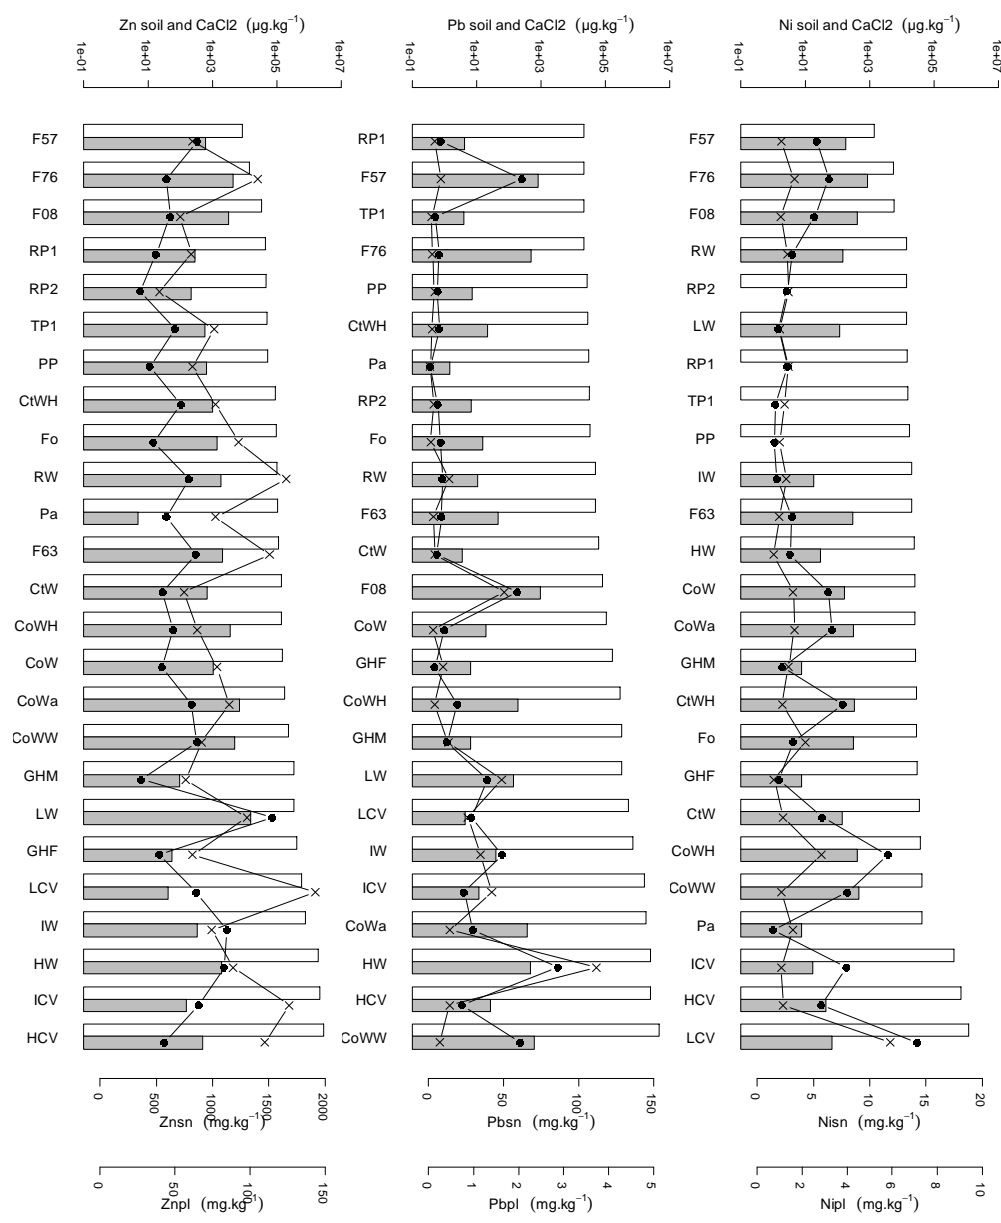 Zn soil and CaCl2 (µg.kg⁻¹)
1e-01 1e+01 1e+03 1e+05 1e+07
F57
F76
F08
RP1
RP2
TP1
PP
CtWH
Fo
RW
Pa
F63
CtW
CoWH
CoW
CoWa
CoWW
GHM
LW
GHF
LCV
IW
HW
ICV
HCV
0 500 1000 1500 2000
Znsn (mg.kg⁻¹)
0 50 100 150
Znpl (mg.kg⁻¹)
Pb soil and CaCl2 (µg.kg⁻¹)
1e-01 1e+01 1e+03 1e+05 1e+07
RP1
F57
TP1
F76
PP
CtWH
Pa
RP2
Fo
RW
F63
CtW
F08
CoW
GHF
CoWH
GHM
LW
LCV
IW
ICV
CoWa
HW
HCV
CoWW
0 50 100 150
Pbsn (mg.kg⁻¹)
0 1 2 3 4 5
Pbpl (mg.kg⁻¹)
Ni soil and CaCl2 (µg.kg⁻¹)
1e-01 1e+01 1e+03 1e+05 1e+07
F57
F76
F08
RW
RP2
LW
RP1
TP1
PP
IW
F63
HW
CoW
CoWa
GHM
CtWH
Fo
GHF
CtW
CoWH
CoWW
Pa
ICV
HCV
LCV
0 5 10 15 20
Nisn (mg.kg⁻¹)
0 2 4 6 8 10
Nipl (mg.kg⁻¹)